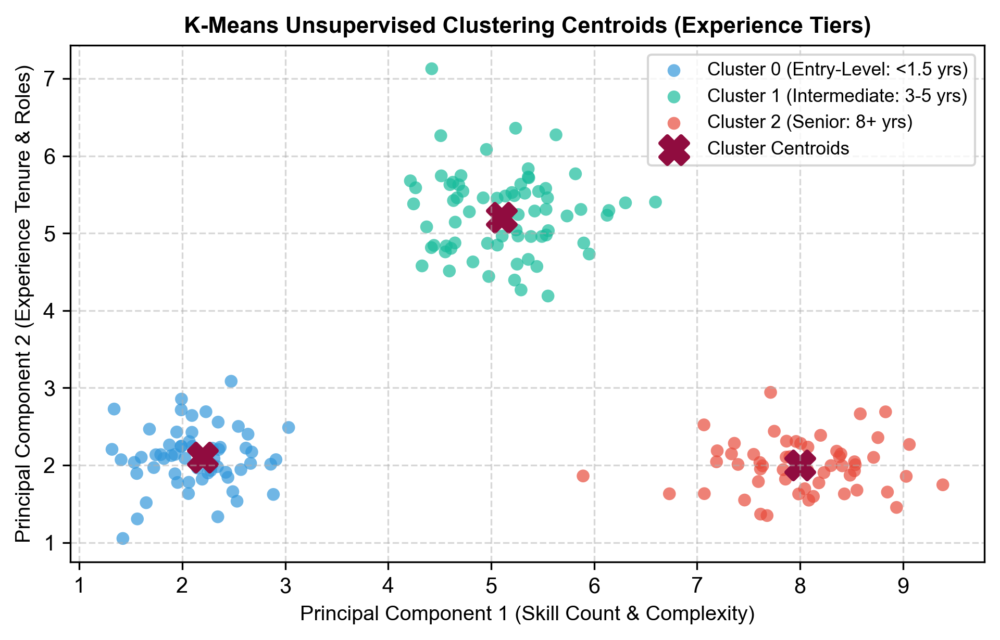 K-Means Unsupervised Clustering Centroids (Experience Tiers)
Principal Component 2 (Experience Tenure & Roles)
7
6
5
4
3
2
1
Cluster 0 (Entry-Level: <1.5 yrs)
Cluster 1 (Intermediate: 3-5 yrs)
Cluster 2 (Senior: 8+ yrs)
Cluster Centroids
1 2 3 4 5 6 7 8 9
Principal Component 1 (Skill Count & Complexity)